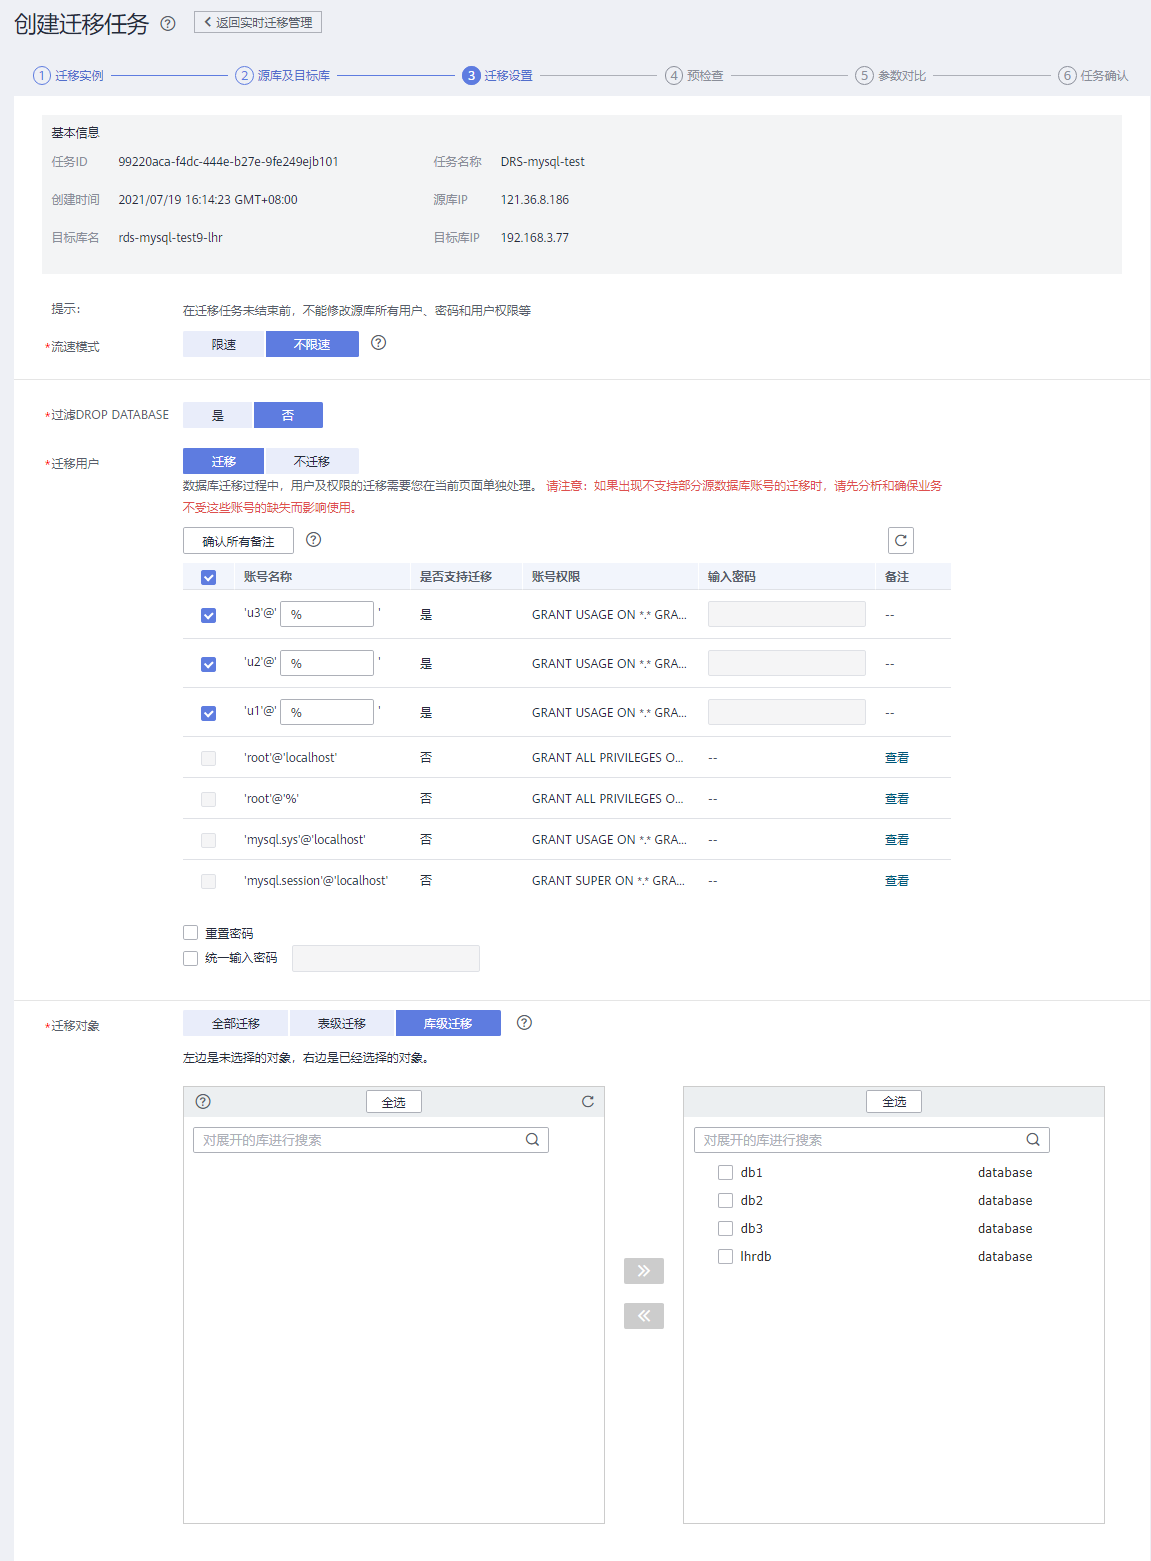 创建迁移任务 ? < 返回实时迁移管理
1 迁移实例 2 源库及目标库 3 迁移设置 4 预检查 5 参数对比 6 任务确认
基本信息
任务ID 99220aca-f4dc-444e-b27e-9fe249ejb101 任务名称 DRS-mysql-test
创建时间 2021/07/19 16:14:23 GMT+08:00 源库IP 121.36.8.186
目标库名 rds-mysql-test9-lhr 目标库IP 192.168.3.77
提示： 在迁移任务未结束前，不能修改源库所有用户、密码和用户权限等
*流速模式 限速 不限速 ?
*过滤DROP DATABASE 是 否
*迁移用户 迁移 不迁移
数据库迁移过程中，用户及权限的迁移需要您在当前页面单独处理。 请注意：如果出现不支持部分源数据库账号的迁移时，请先分析和确保业务
不受这些账号的缺失而影响使用。
确认所有备注 ?
账号名称 是否支持迁移 账号权限 输入密码 备注
'u3'@' % ' 是 GRANT USAGE ON *.* GRA... --
'u2'@' % ' 是 GRANT USAGE ON *.* GRA... --
'u1'@' % ' 是 GRANT USAGE ON *.* GRA... --
'root'@'localhost' 否 GRANT ALL PRIVILEGES O... -- 查看
'root'@'%' 否 GRANT ALL PRIVILEGES O... -- 查看
'mysql.sys'@'localhost' 否 GRANT USAGE ON *.* GRA... -- 查看
'mysql.session'@'localhost' 否 GRANT SUPER ON *.* GRA... -- 查看
重置密码
统一输入密码
*迁移对象 全部迁移 表级迁移 库级迁移 ?
左边是未选择的对象，右边是已经选择的对象。
? 全选 全选
对展开的库进行搜索 对展开的库进行搜索
db1 database
db2 database
db3 database
lhrdb database